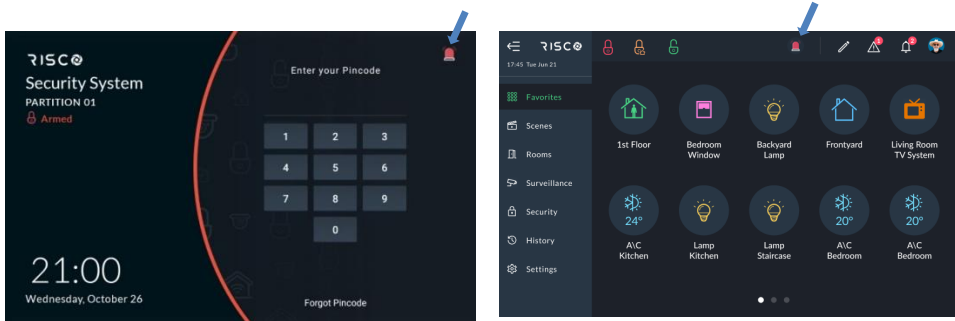 RISCO
Security System
PARTITION 01
Armed
21:00
Wednesday, October 26
Enter your Pincode
1 2 3
4 5 6
7 8 9
0
Forgot Pincode
RISCO
17:45 Tue Jun 21
Favorites
Scenes
Rooms
Surveillance
Security
History
Settings
1st Floor
Bedroom
Window
Backyard
Lamp
Frontyard
Living Room
TV System
24°
A\C
Kitchen
Lamp
Kitchen
Lamp
Staircase
20°
A\C
Bedroom
20°
A\C
Bedroom